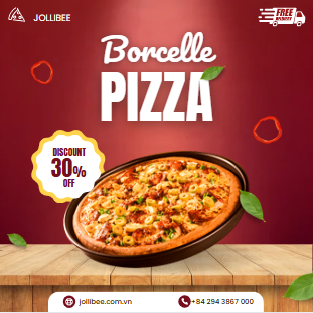 JOLLIBEE
FREE
DELIVERY
Borcelle
PIZZA
DISCOUNT
30%
OFF
jollibee.com.vn
+84 294 3867 000